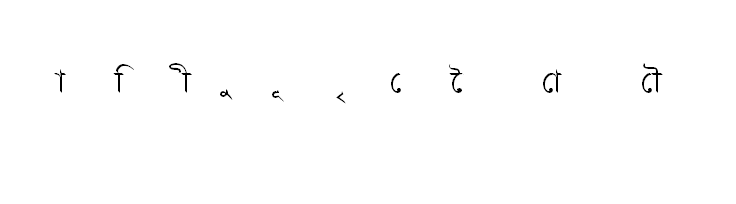 া ি ী ু ূ ৃ ে ৈ ো ৌ